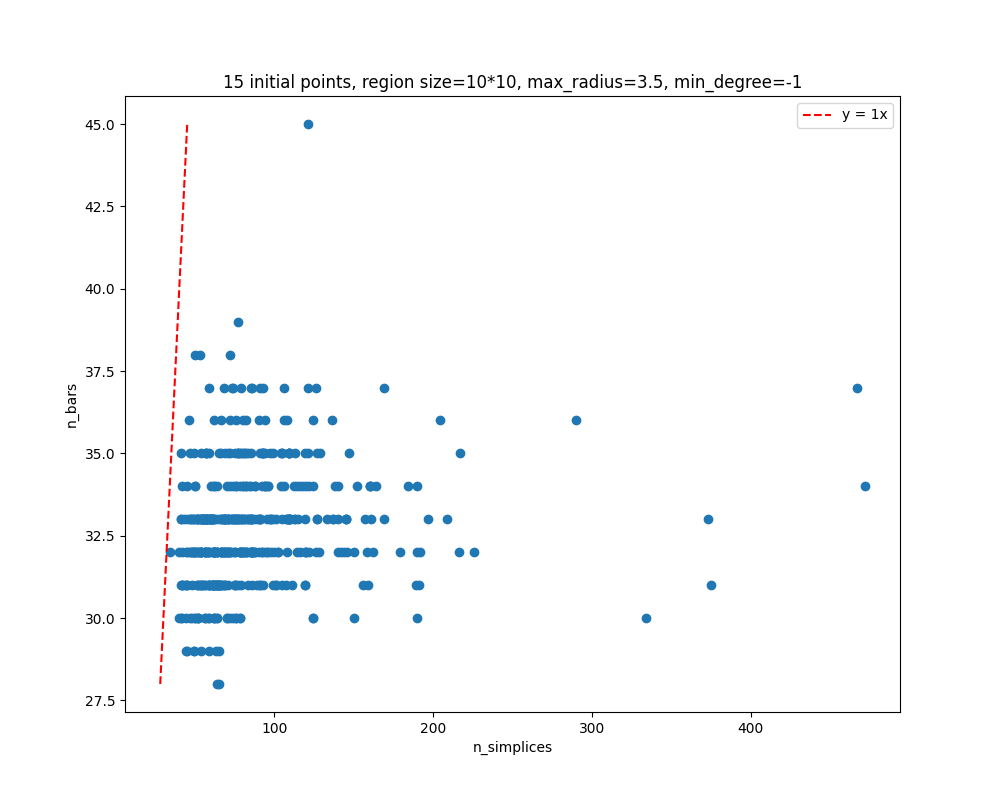 15 initial points, region size=10*10, max_radius=3.5, min_degree=-1
y = 1x
45.0
42.5
40.0
37.5
35.0
32.5
30.0
27.5
n_bars
100 200 300 400
n_simplices